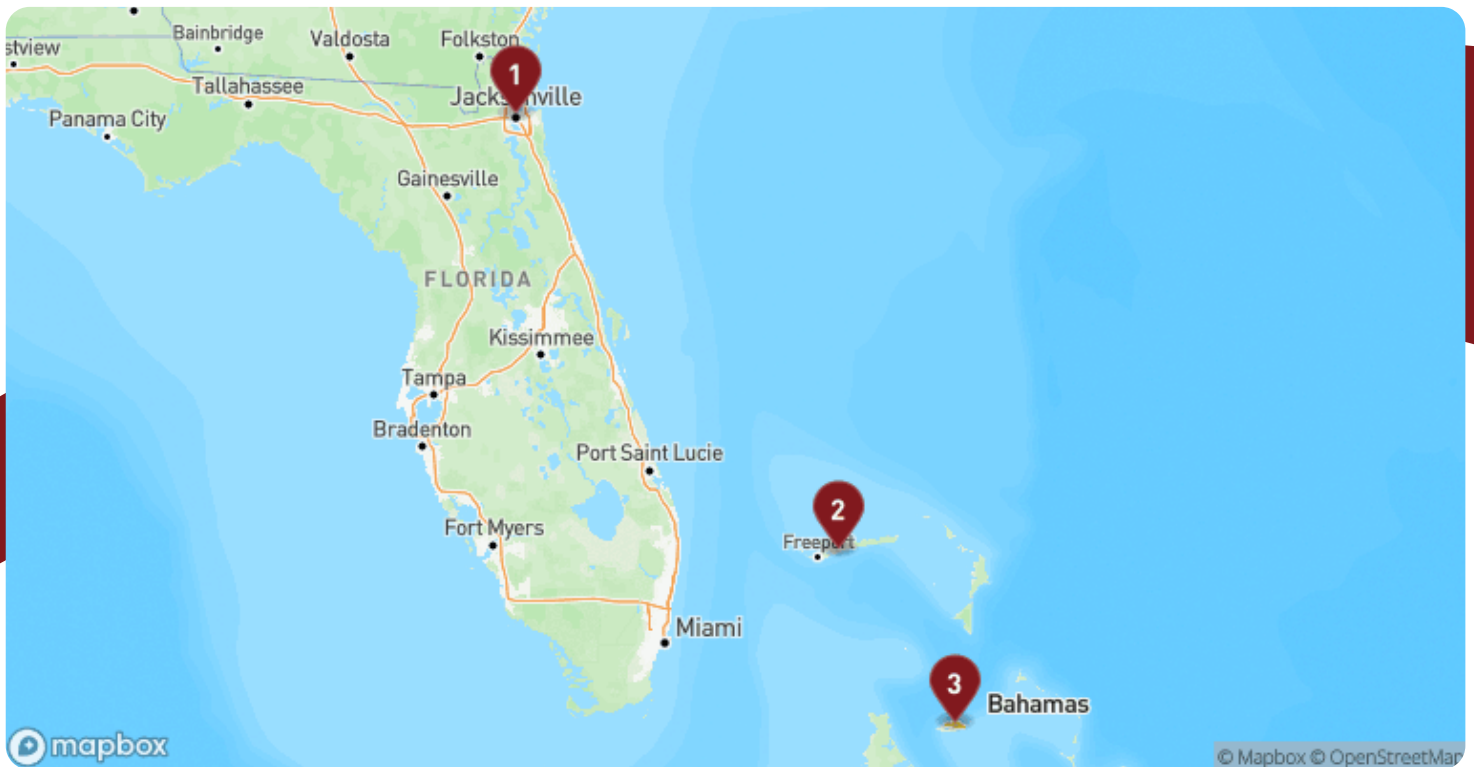 Bainbridge
Valdosta
Folkston
stview
1
Tallahassee
Jacksonville
Panama City
Gainesville
FLORIDA
Kissimmee
Tampa
Bradenton
Port Saint Lucie
2
Fort Myers
Freeport
Miami
3
Bahamas
mapbox
© Mapbox © OpenStreetMap